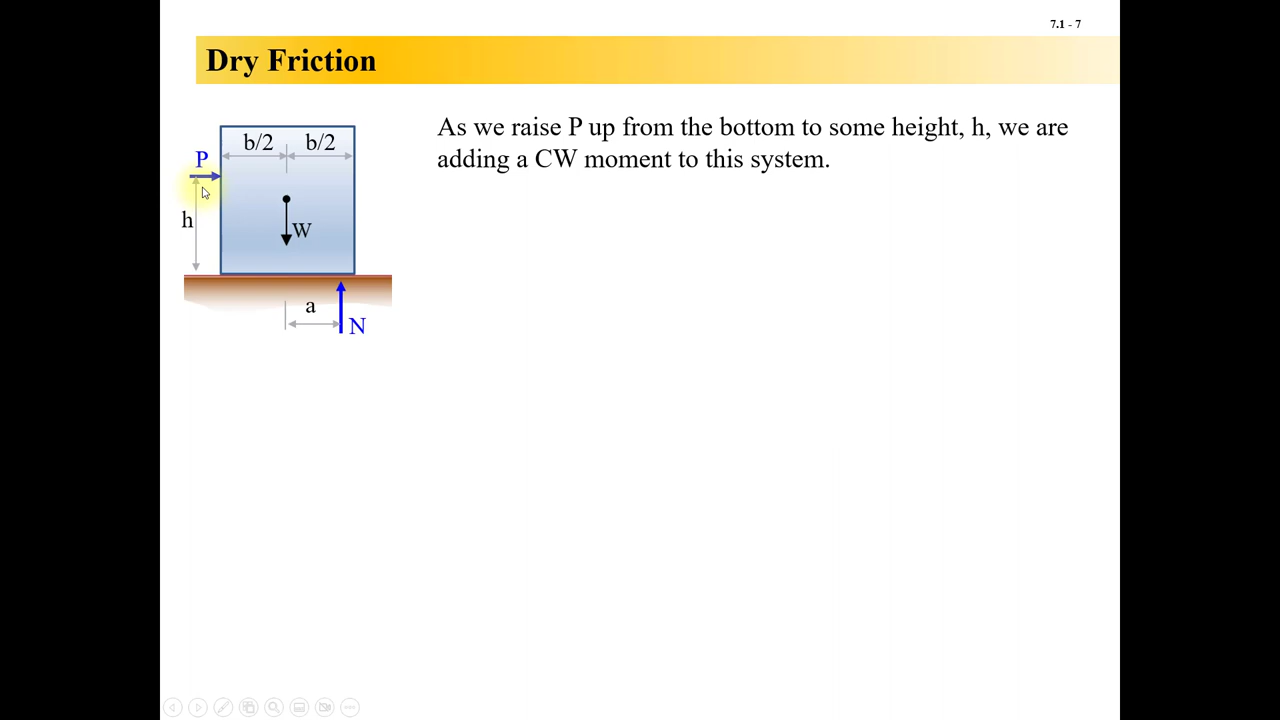 7.1 - 7
Dry Friction
As we raise P up from the bottom to some height, h, we are
adding a CW moment to this system.
b/2 b/2
P
h
W
a
N